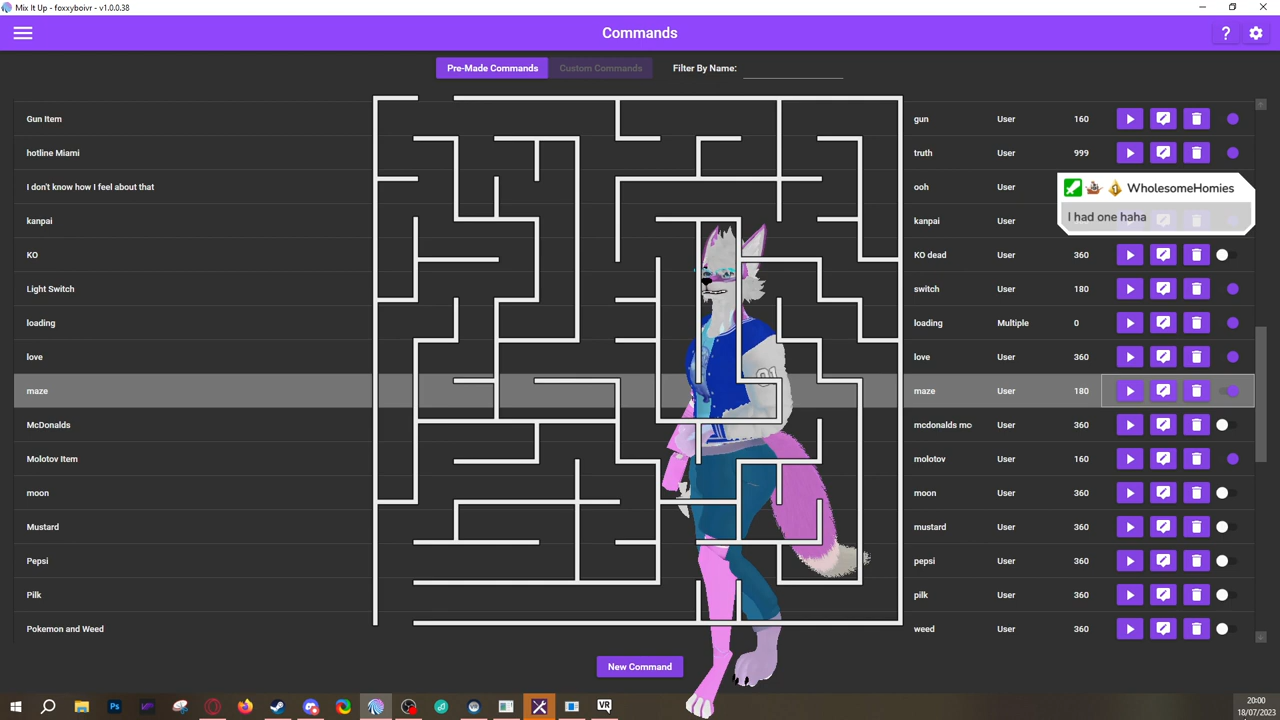 Mix It Up - foxxyboivr - v1.0.0.38
Commands
?
Pre-Made Commands Custom Commands Filter By Name:
Gun Item gun User 160
hotline Miami truth User 999
I don't know how I feel about that ooh User
WholesomeHomies
I had one haha
kanpai kanpai User
KO KO dead User 360
Light Switch switch User 180
loading loading Multiple 0
love love User 360
maze maze User 180
McDonalds mcdonalds mc User 360
Molotov Item molotov User 160
moon moon User 360
Mustard mustard User 360
Pepsi pepsi User 360
Pilk pilk User 360
Pokemon and Weed weed User 360
01
New Command
Ps
VR
20:00
18/07/2023